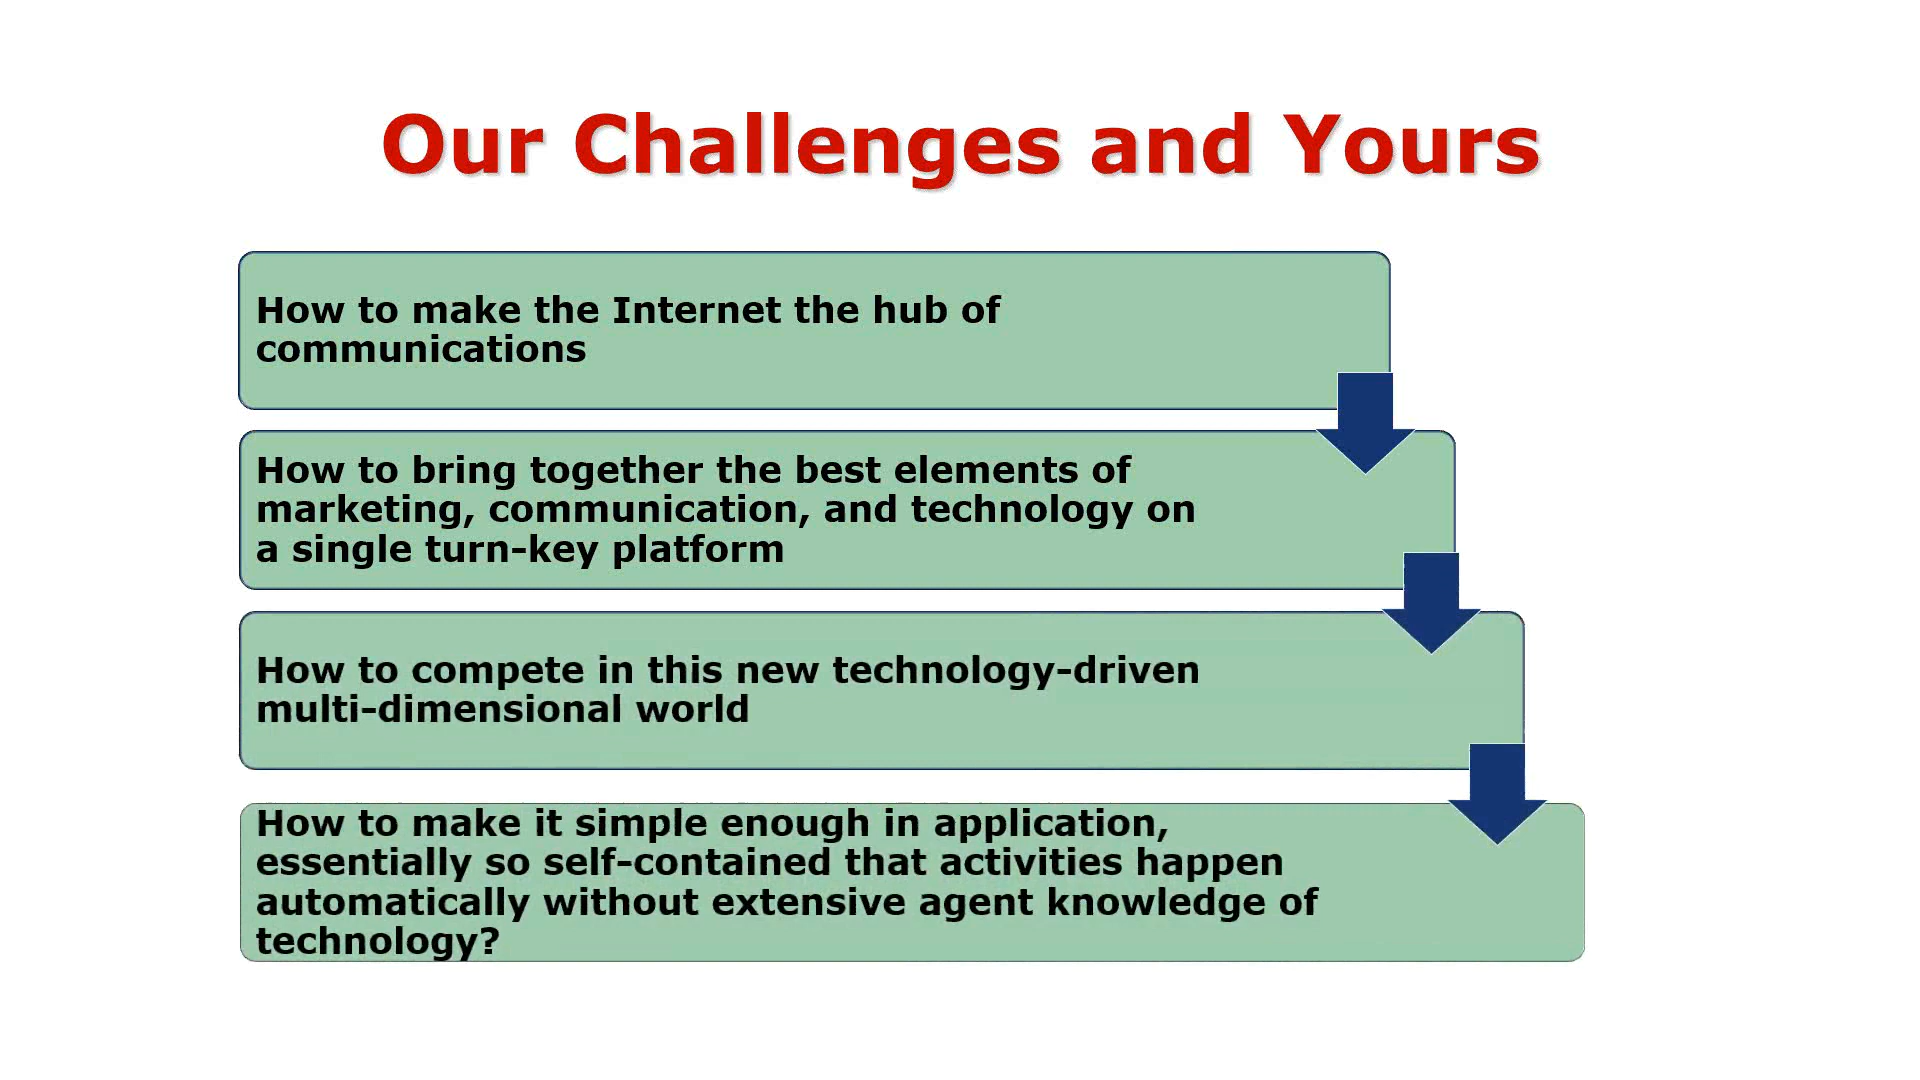 Our Challenges and Yours
How to make the Internet the hub of
communications
How to bring together the best elements of
marketing, communication, and technology on
a single turn-key platform
How to compete in this new technology-driven
multi-dimensional world
How to make it simple enough in application,
essentially so self-contained that activities happen
automatically without extensive agent knowledge of
technology?